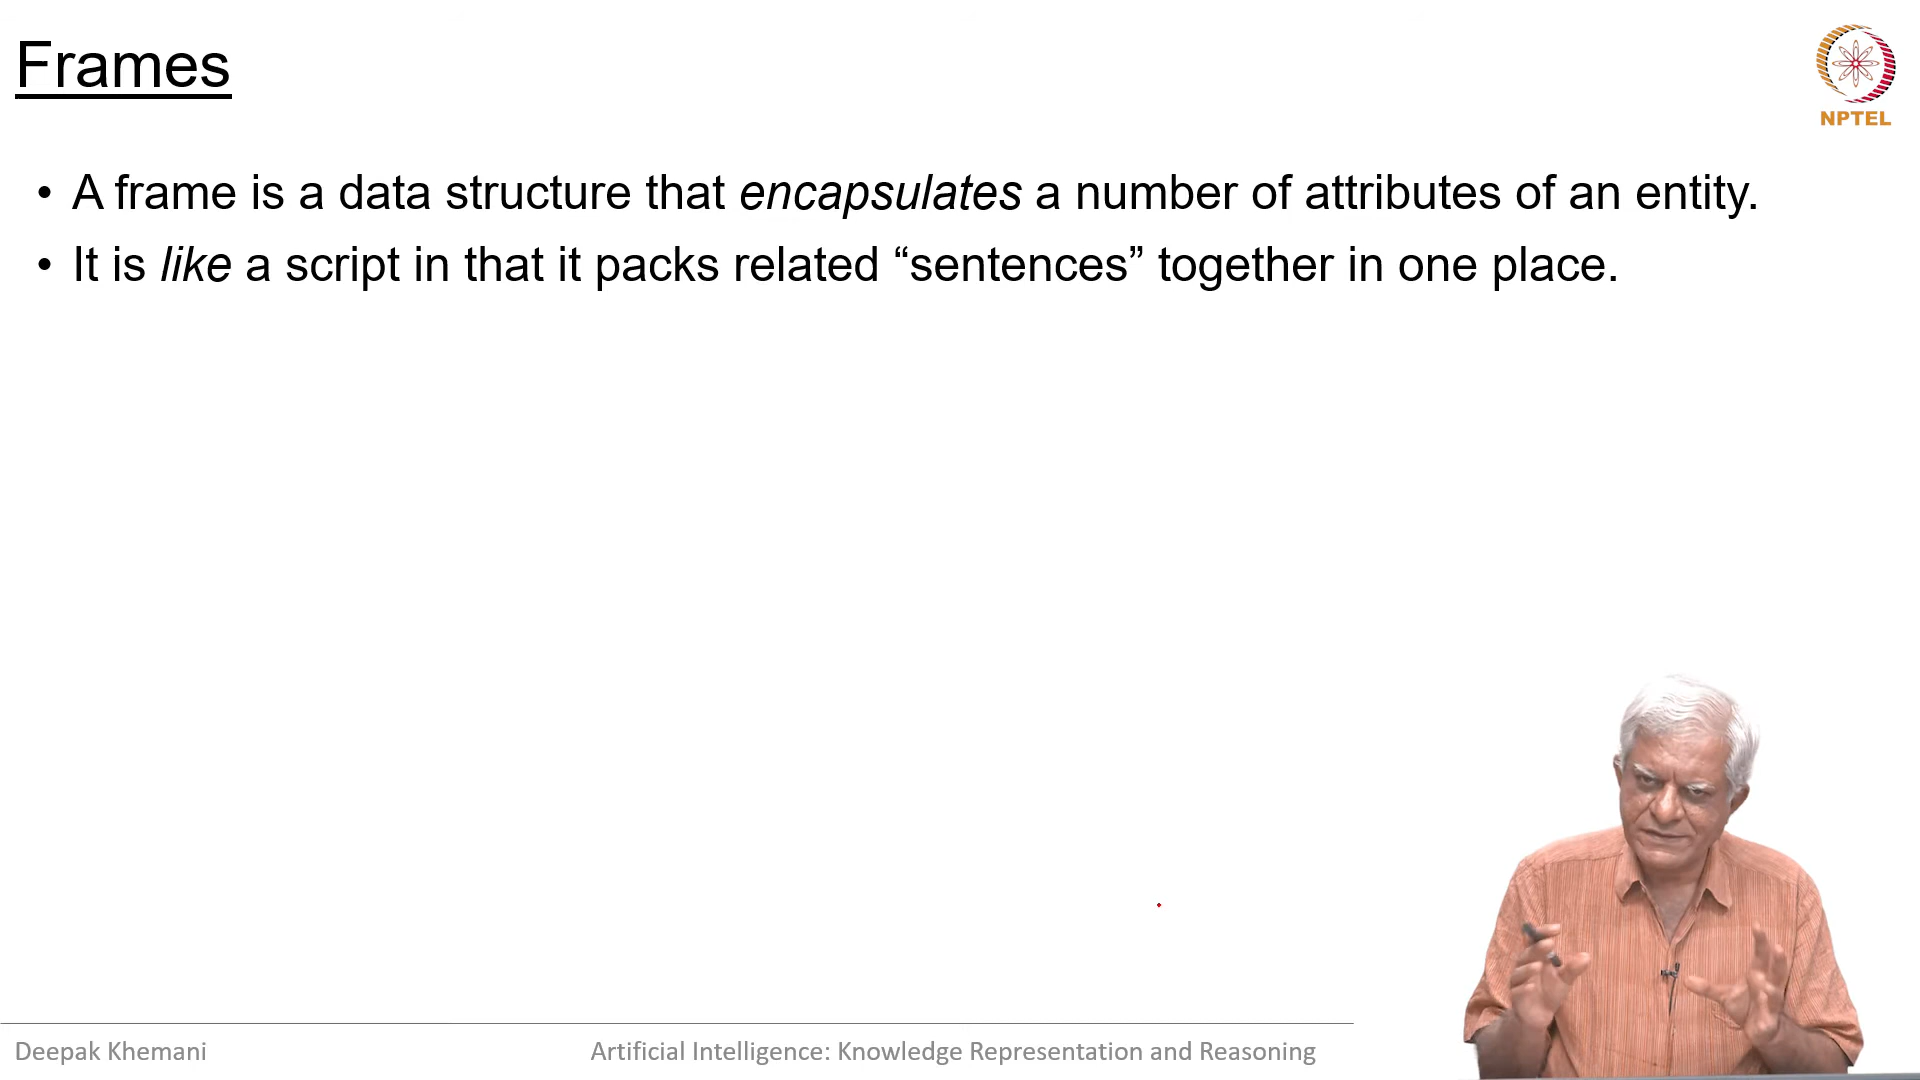 Frames
NPTEL
• A frame is a data structure that encapsulates a number of attributes of an entity.
• It is like a script in that it packs related “sentences” together in one place.
Deepak Khemani
Artificial Intelligence: Knowledge Representation and Reasoning